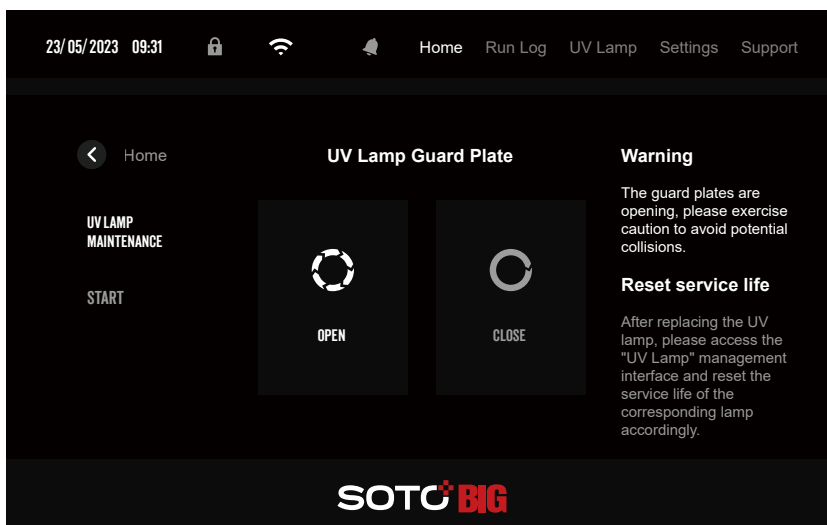 23/05/2023 09:31 Home Run Log UV Lamp Settings Support
Home
UV LAMP
MAINTENANCE
START
UV Lamp Guard Plate
OPEN
CLOSE
Warning
The guard plates are
opening, please exercise
caution to avoid potential
collisions.
Reset service life
After replacing the UV
lamp, please access the
"UV Lamp" management
interface and reset the
service life of the
corresponding lamp
accordingly.
SOTO BIG